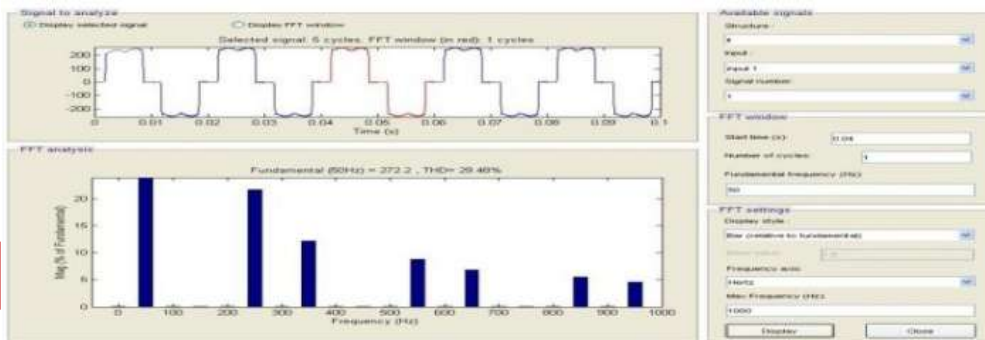 Signal to analyze
Display selected signal
Display FFT window
Selected signal: 5 cycles. FFT window (in red): 1 cycles
200
100
0
-100
-200
0 0.01 0.02 0.03 0.04 0.05 0.06 0.07 0.08 0.09 0.1
Time (s)
FFT analysis
Fundamental (50Hz) = 272.2 , THD= 29.48%
Mag (% of Fundamental)
20
15
10
5
0
0 100 200 300 400 500 600 700 800 900 1000
Frequency (Hz)
Available signals
Structure :
Input :
input 1
Signal number:
1
FFT window
Start time (s):
0.04
Number of cycles:
1
Fundamental frequency (Hz):
50
FFT settings
Display style :
Bar (relative to fundamental)
Frequency axis:
Hertz
Max Frequency (Hz):
1000
Display
Close